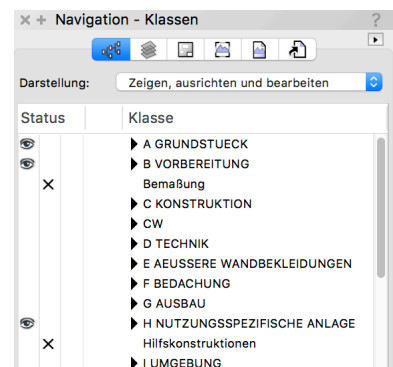 Navigation - Klassen ?
Darstellung: Zeigen, ausrichten und bearbeiten
Status Klasse
A GRUNDSTUECK
B VORBEREITUNG
Bemaßung
C KONSTRUKTION
CW
D TECHNIK
E AEUSSERE WANDBEKLEIDUNGEN
F BEDACHUNG
G AUSBAU
H NUTZUNGSSPEZIFISCHE ANLAGE
Hilfskonstruktionen
I UMGEBUNG